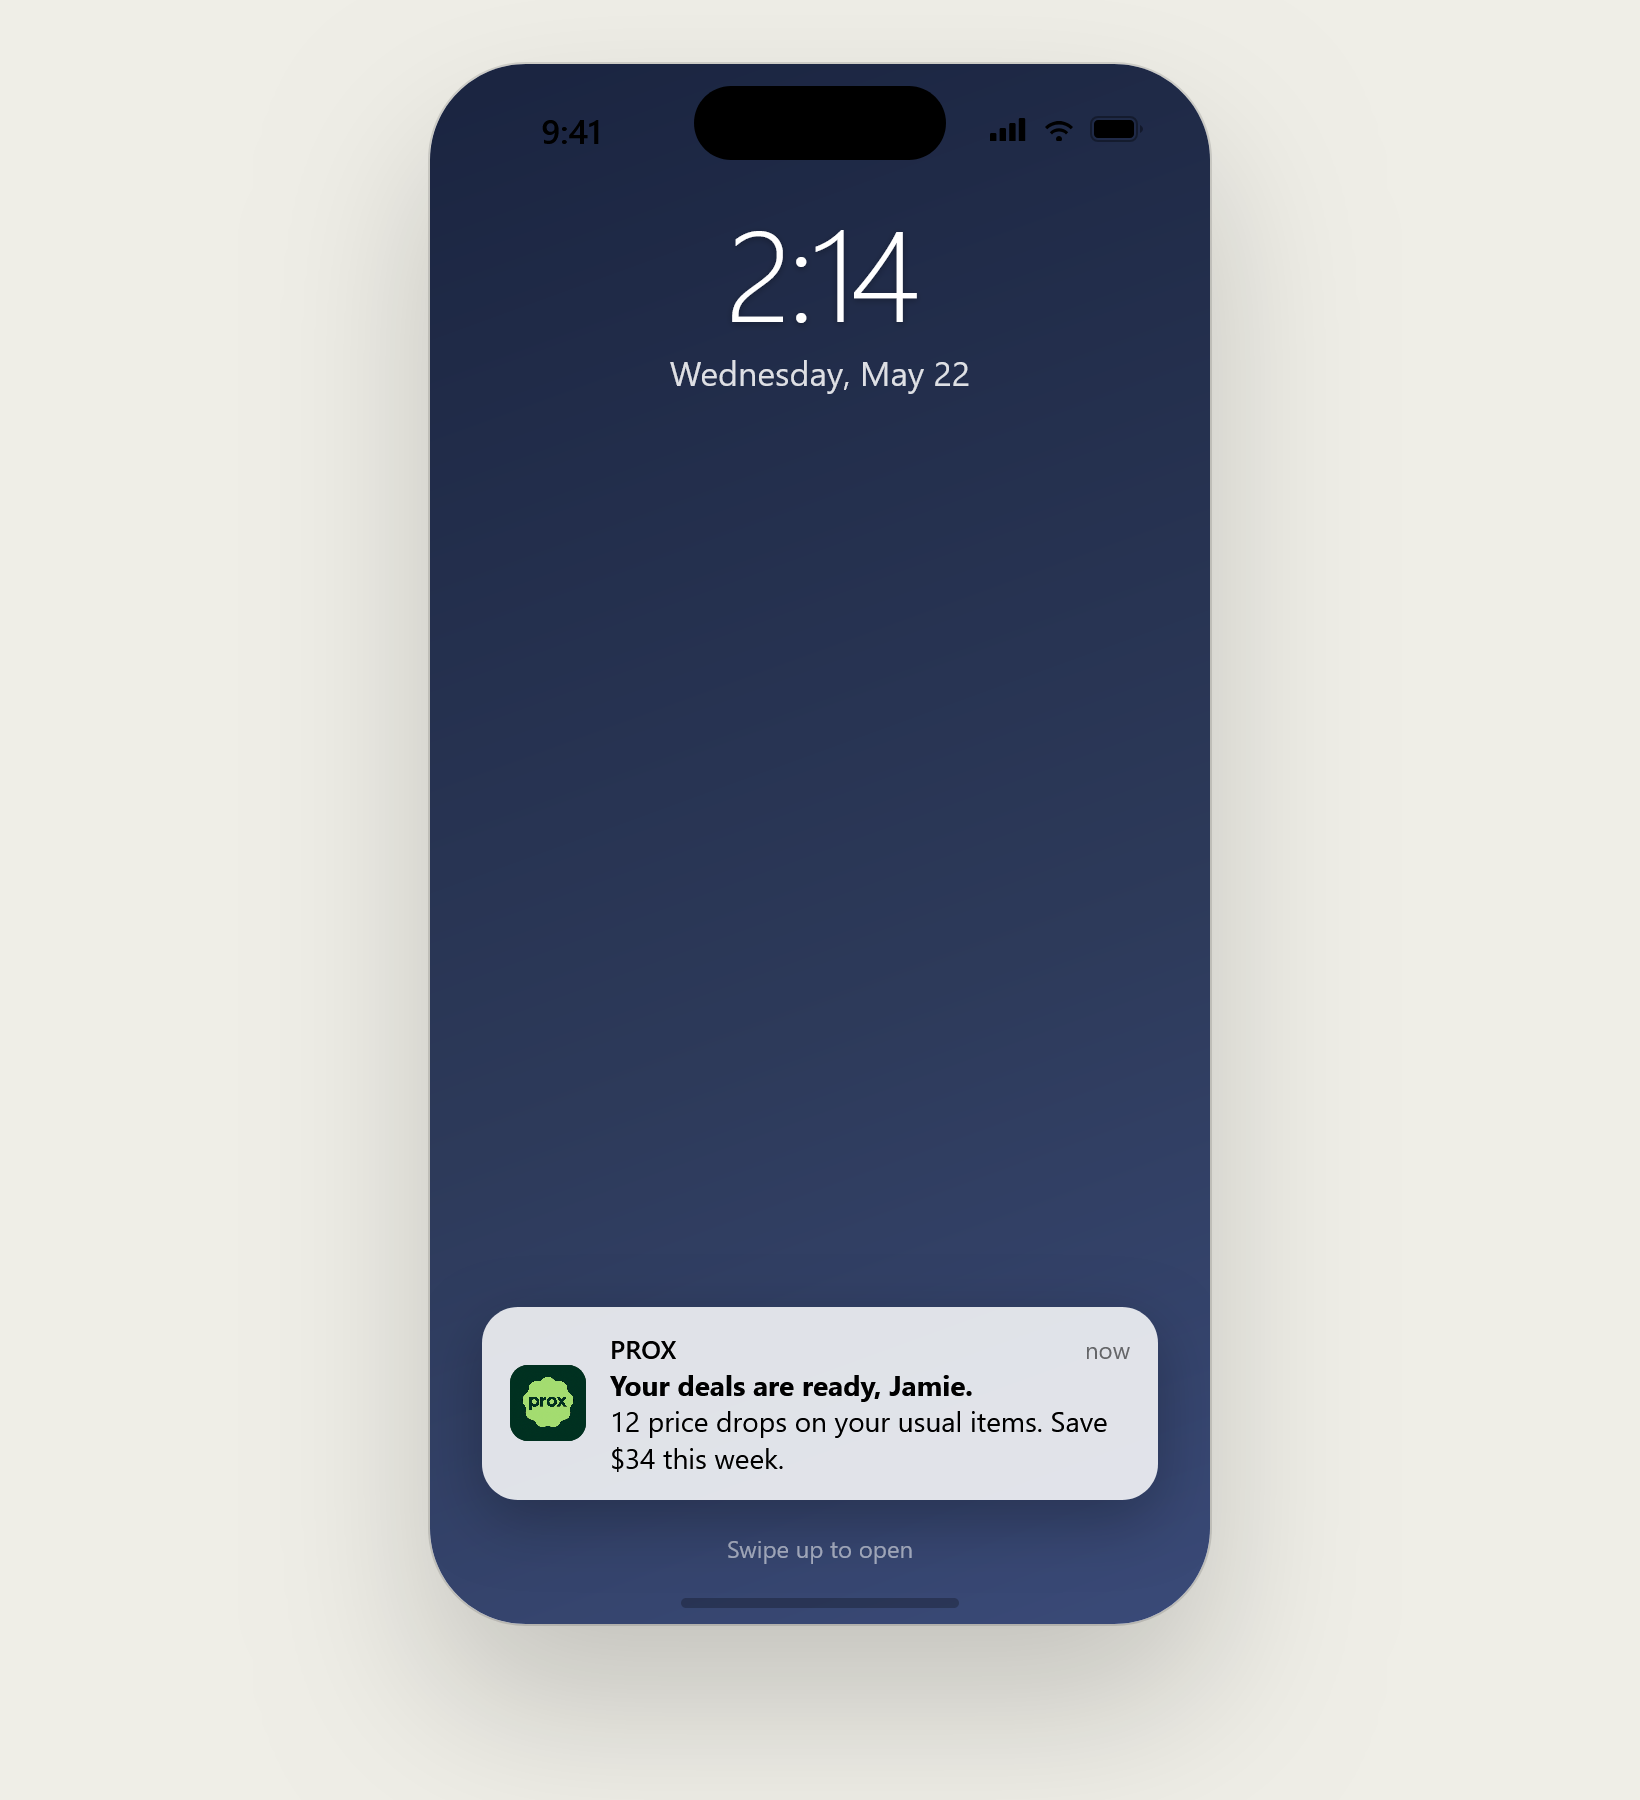 9:41
2:14
Wednesday, May 22
PROX
now
prox
Your deals are ready, Jamie.
12 price drops on your usual items. Save
$34 this week.
Swipe up to open